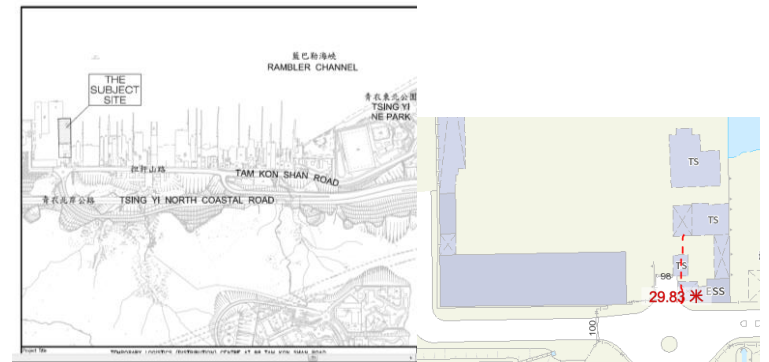 藍巴勒海峽
RAMBLER CHANNEL
THE
SUBJECT
SITE
青衣東北公園
TSING YI
NE PARK
担杆山路
TAM KON SHAN ROAD
青衣北岸公路
TSING YI NORTH COASTAL ROAD
Project Title
TEMPORARY LOGISTICS (DISTRIBUTION) CENTRE AT 98 TAM KON SHAN ROAD
TS
TS
TS
98
ESS
29.83 米
100